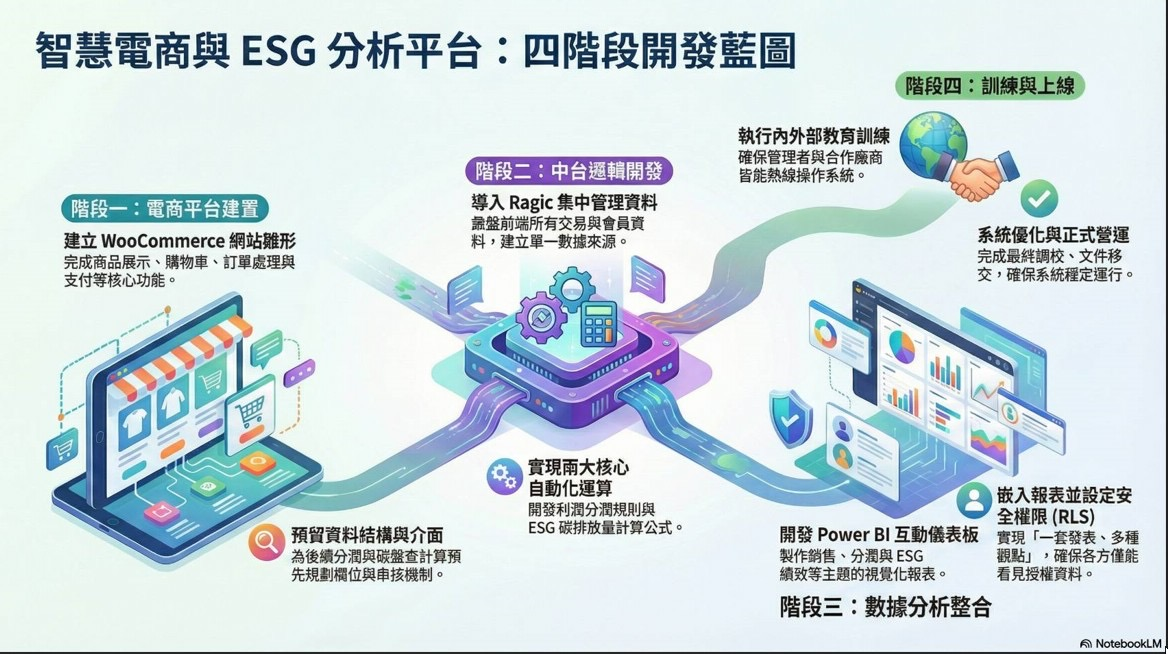 智慧電商與 ESG 分析平台：四階段開發藍圖
階段一：電商平台建置
建立 WooCommerce 網站雛形
完成商品展示、購物車、訂單處理與
支付等核心功能。
預留資料結構與介面
為後續分潤與碳盤查計算預
先規劃欄位與串核機制。
階段二：中台邏輯開發
導入 Ragic 集中管理資料
彙盤前端所有交易與會員資
料，建立單一數據來源。
實現兩大核心
自動化運算
開發利潤分潤規則與
ESG 碳排放量計算公式。
開發 Power BI 互動儀表板
製作銷售、分潤與 ESG
績效等主題的視覺化報表。
嵌入報表並設定安
全權限 (RLS)
實現「一套發表、多種
觀點」，確保各方僅能
看見授權資料。
階段三：數據分析整合
階段四：訓練與上線
執行內外部教育訓練
確保管理者與合作廠商
皆能熱線操作系統。
系統優化與正式營運
完成最終調校、文件移
交，確保系統穩定運行。
NotebookLM